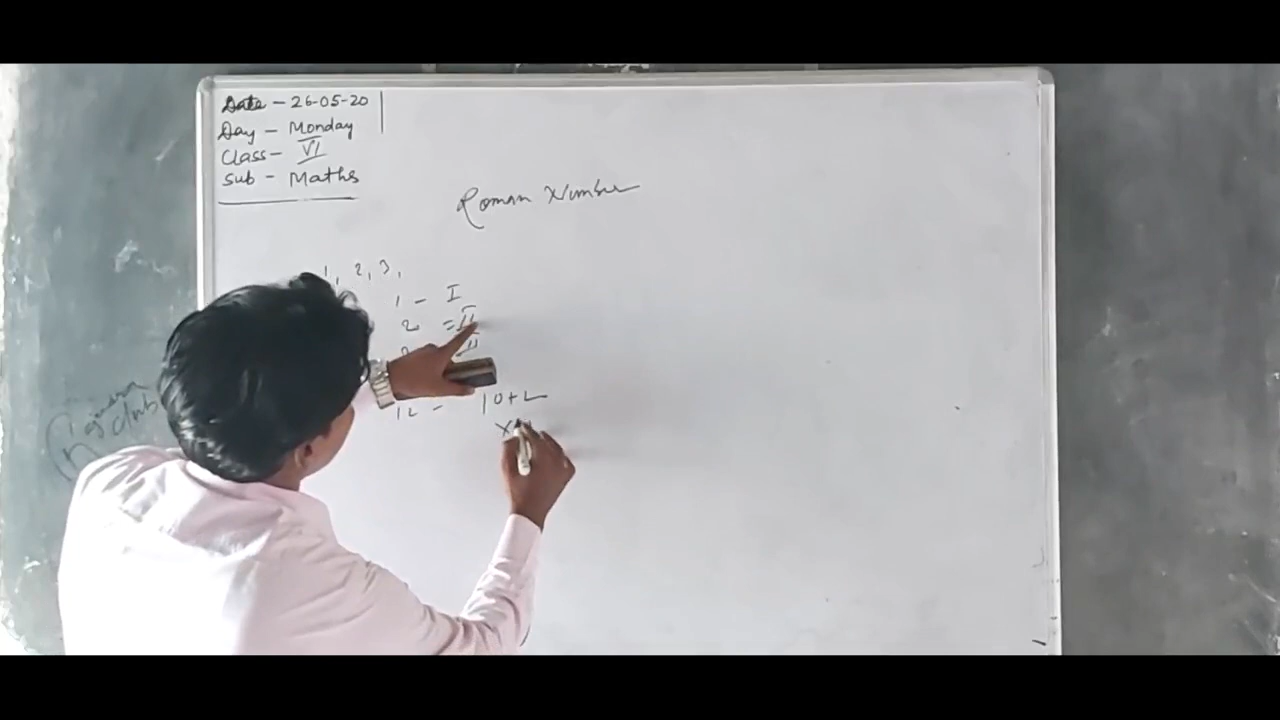 Date - 26-05-20
Day - Monday
Class - VI
Sub - Maths
Roman Number
1, 2, 3,
1 - I
2 = II
12 - 10+2
X
club